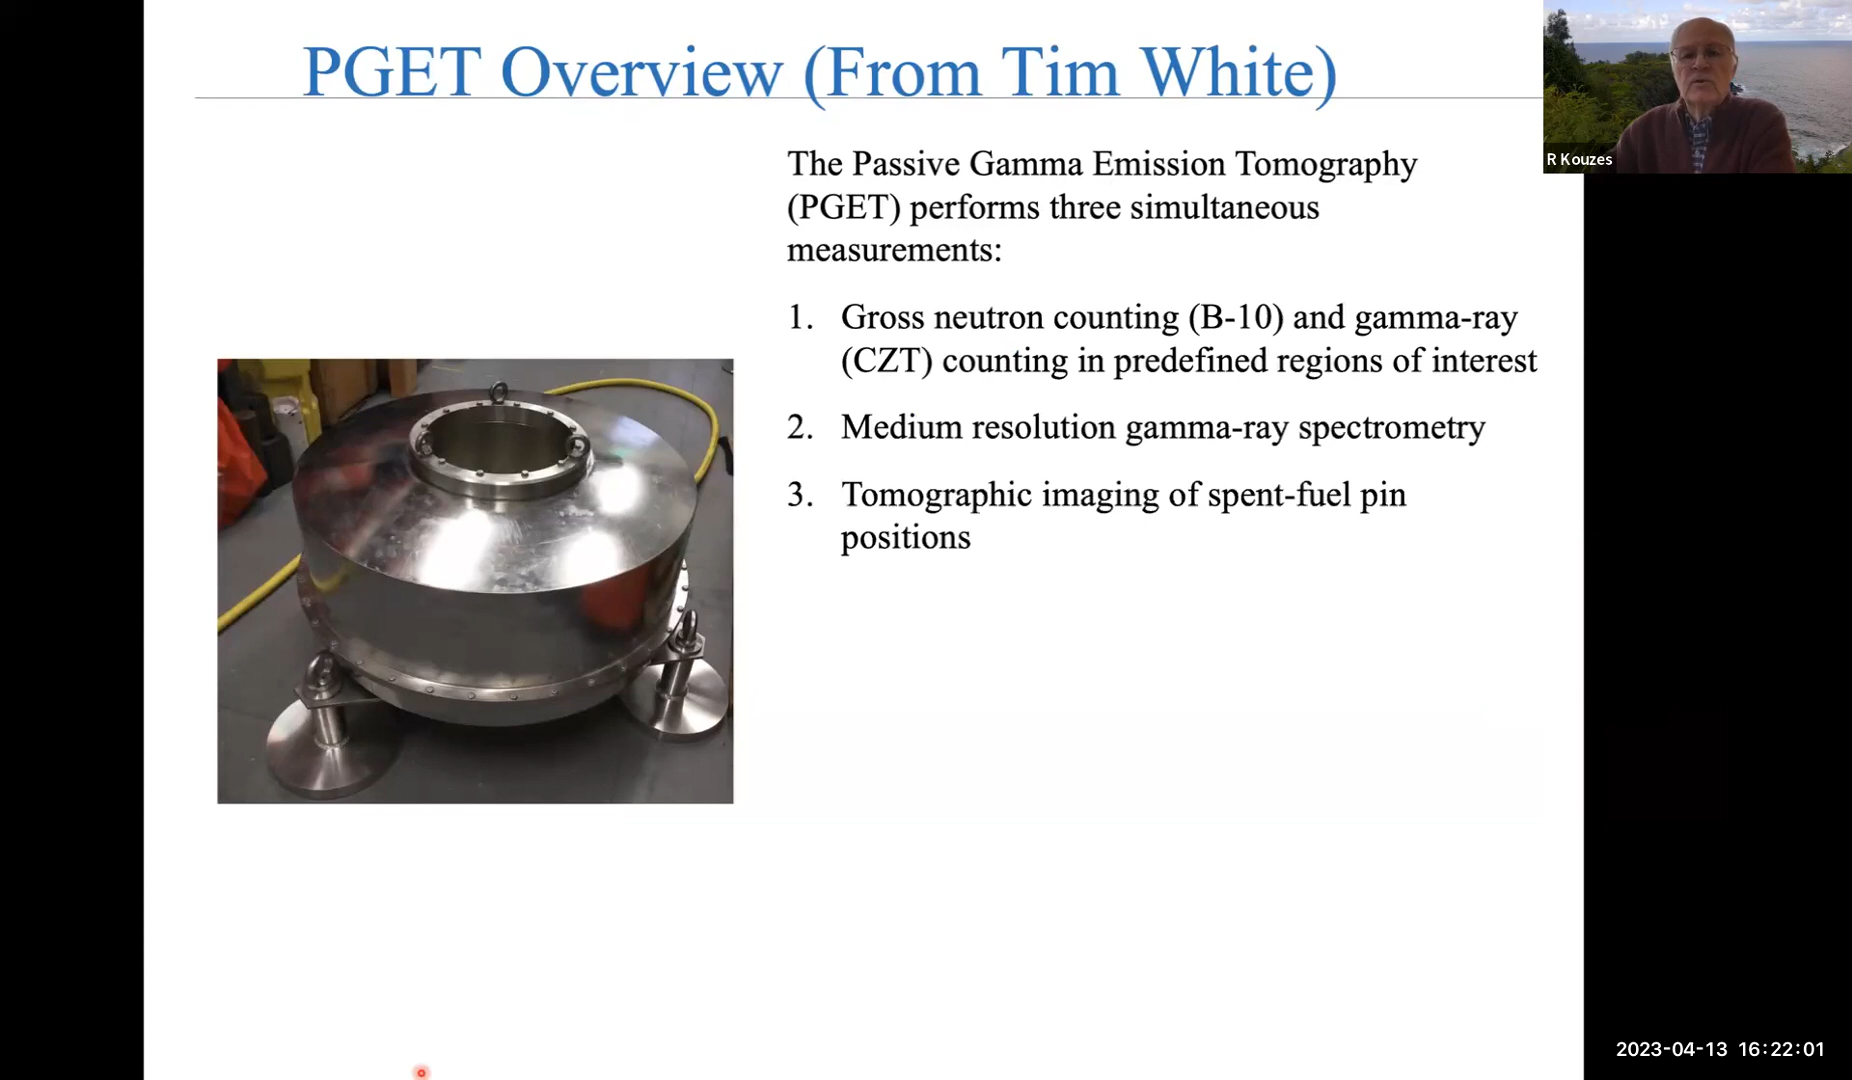 PGET Overview (From Tim White)
R Kouzes
The Passive Gamma Emission Tomography
(PGET) performs three simultaneous
measurements:
1. Gross neutron counting (B-10) and gamma-ray
(CZT) counting in predefined regions of interest
2. Medium resolution gamma-ray spectrometry
3. Tomographic imaging of spent-fuel pin
positions
2023-04-13 16:22:01